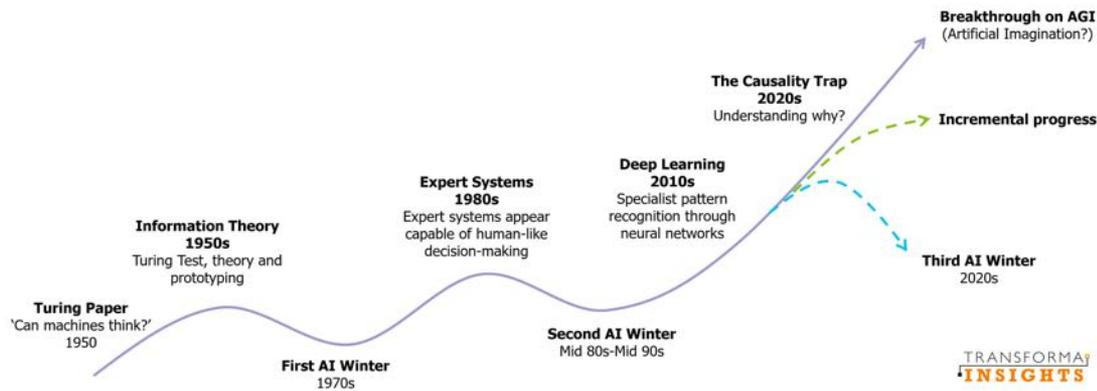 Turing Paper
'Can machines think?'
1950
Information Theory
1950s
Turing Test, theory and
prototyping
First AI Winter
1970s
Expert Systems
1980s
Expert systems appear
capable of human-like
decision-making
Second AI Winter
Mid 80s-Mid 90s
Deep Learning
2010s
Specialist pattern
recognition through
neural networks
The Causality Trap
2020s
Understanding why?
Breakthrough on AGI
(Artificial Imagination?)
Incremental progress
Third AI Winter
2020s
TRANSFORMA
INSIGHTS